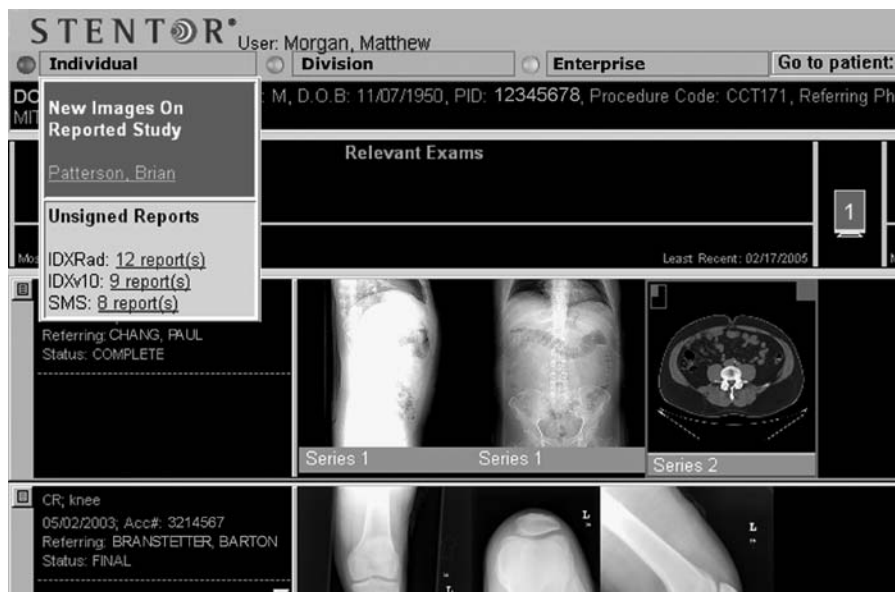 STENTOR®
User: Morgan, Matthew
Individual
Division
Enterprise
Go to patient:
DO
: M, D.O.B: 11/07/1950, PID: 12345678, Procedure Code: CCT171, Referring Ph
MIT
New Images On
Reported Study
Patterson, Brian
Unsigned Reports
IDXRad: 12 report(s)
IDXv10: 9 report(s)
SMS: 8 report(s)
Relevant Exams
1
Mos
Least Recent: 02/17/2005
M
Referring: CHANG, PAUL
Status: COMPLETE
Series 1
Series 1
Series 2
CR; knee
05/02/2003; Acc#: 3214567
Referring: BRANSTETTER, BARTON
Status: FINAL
L
L
L